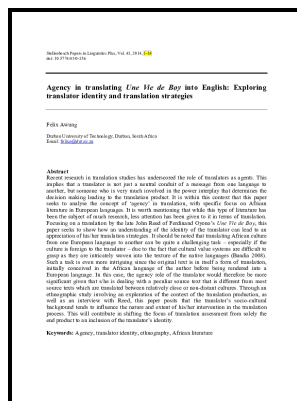 Stellenbosch Papers in Linguistics Plus, Vol. 43, 2014, 1-14
doi: 10.5774/43-0-156
Agency in translating Une Vie de Boy into English: Exploring
translator identity and translation strategies
Felix Awung
Durban University of Technology, Durban, South Africa
Email: felixa@dut.ac.za
Abstract
Recent research in translation studies has underscored the role of translators as agents. This
implies that a translator is not just a neutral conduit of a message from one language to
another, but someone who is very much involved in the power interplay that determines the
decision making leading to the translation product. It is within this context that this paper
seeks to analyse the concept of 'agency' in translation, with specific focus on African
literature in European languages. It is worth mentioning that while this type of literature has
been the subject of much research, less attention has been given to it in terms of translation.
Focusing on a translation by the late John Reed of Ferdinand Oyono's Une Vie de Boy, this
paper seeks to show how an understanding of the identity of the translator can lead to an
appreciation of his/her translation strategies. It should be noted that translating African culture
from one European language to another can be quite a challenging task – especially if the
culture is foreign to the translator – due to the fact that cultural value systems are difficult to
grasp as they are intricately woven into the texture of the native languages (Bandia 2008).
Such a task is even more intriguing since the original text is in itself a form of translation,
initially conceived in the African language of the author before being rendered into a
European language. In this case, the agency role of the translator would therefore be more
significant given that s/he is dealing with a peculiar source text that is different from most
source texts which are translated between relatively close or non-distant cultures. Through an
ethnographic study involving an exploration of the context of the translation production, as
well as an interview with Reed, this paper posits that the translator's socio-cultural
background tends to influence the nature and extent of his/her intervention in the translation
process. This will contribute in shifting the focus of translation assessment from solely the
end product to an inclusion of the translator's identity.
Keywords: Agency, translator identity, ethnography, African literature